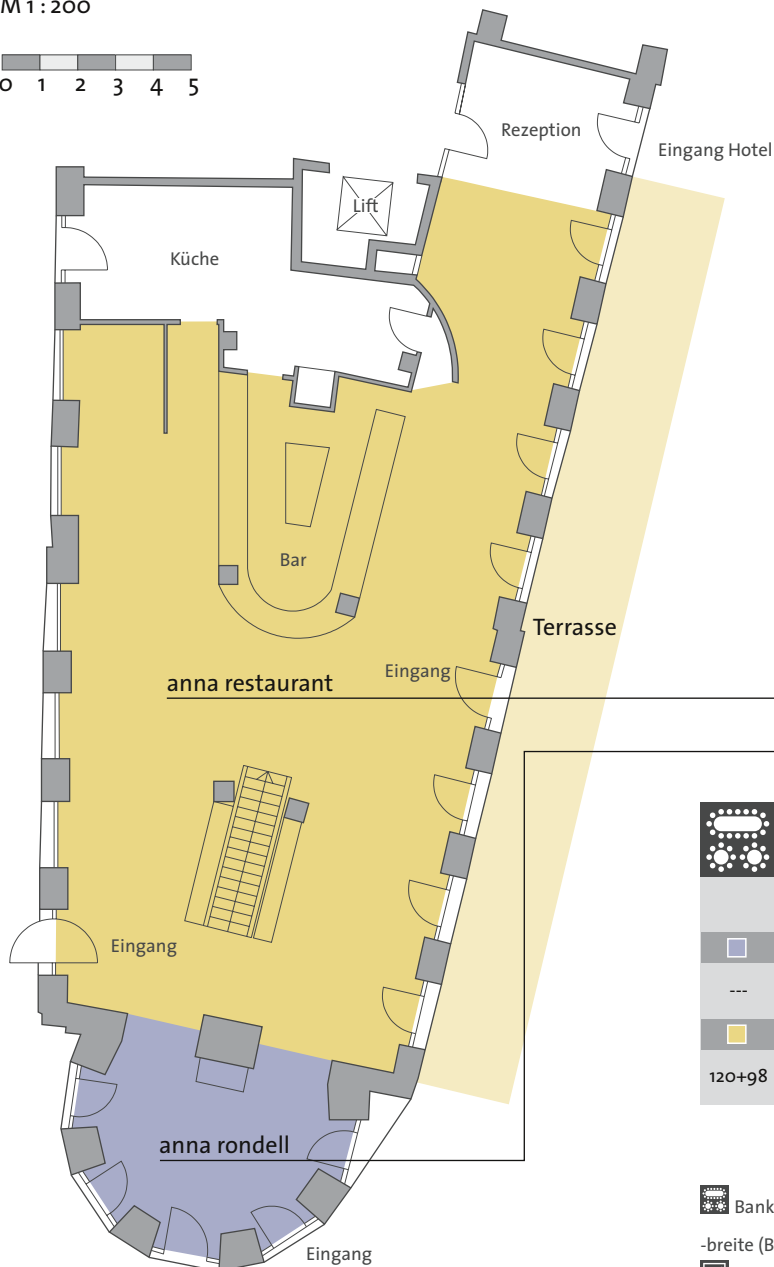 M 1 : 200
0 1 2 3 4 5
Rezeption
Eingang Hotel
Lift
Küche
Bar
Terrasse
Eingang
anna restaurant
Eingang
---
120+98
anna rondell
Bank
-breite (B
Eingang